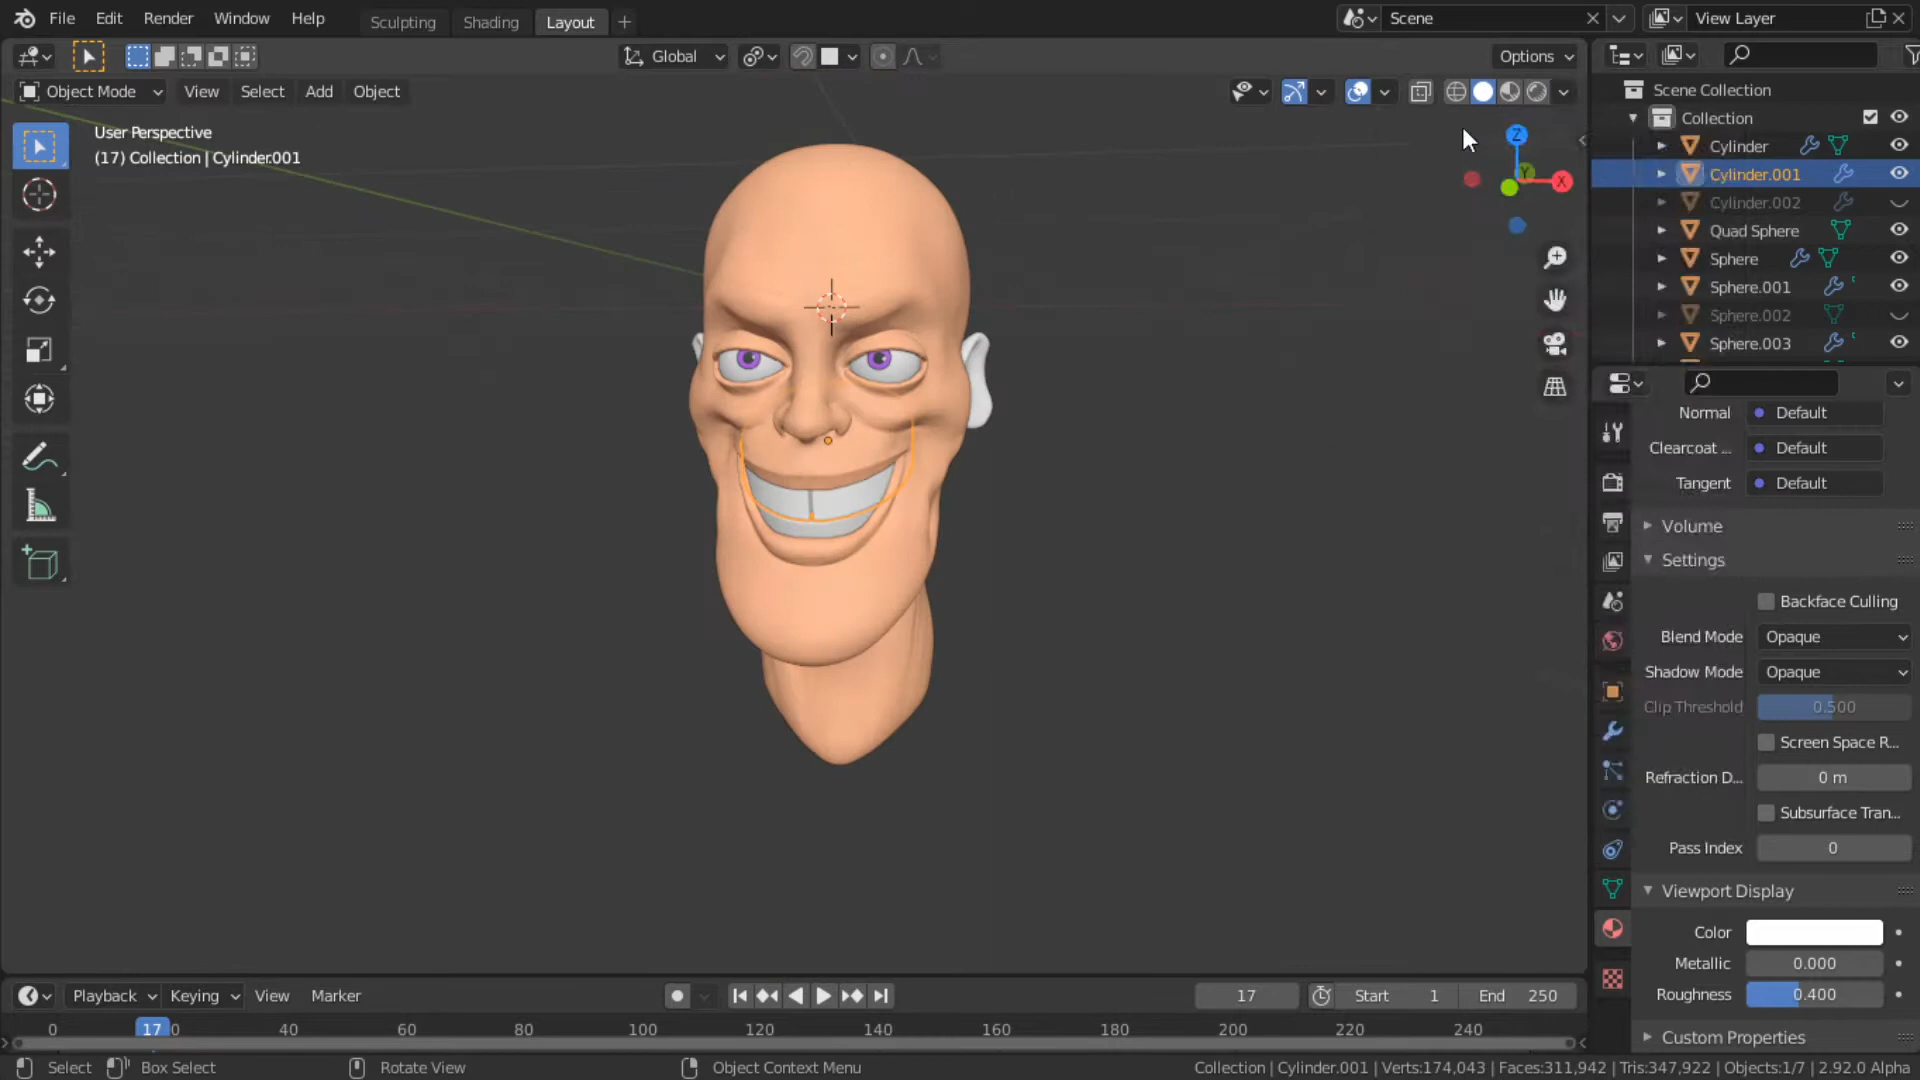 File Edit Render Window Help Sculpting Shading Layout + Scene View Layer
Global Options
Object Mode View Select Add Object
User Perspective
(17) Collection | Cylinder.001
Z
Y
X
Scene Collection
Collection
Cylinder
Cylinder.001
Cylinder.002
Quad Sphere
Sphere
Sphere.001
Sphere.002
Sphere.003
Normal Default
Clearcoat ... Default
Tangent Default
Volume
Settings
Backface Culling
Blend Mode Opaque
Shadow Mode Opaque
Clip Threshold 0.500
Screen Space R...
Refraction D... 0 m
Subsurface Tran...
Pass Index 0
Viewport Display
Color
Metallic 0.000
Roughness 0.400
Custom Properties
Playback Keying View Marker 17 Start 1 End 250
0 17 0 40 60 80 100 120 140 160 180 200 220 240
Select Box Select Rotate View Object Context Menu Collection | Cylinder.001 | Verts:174,043 | Faces:311,942 | Tris:347,922 | Objects:1/7 | 2.92.0 Alpha